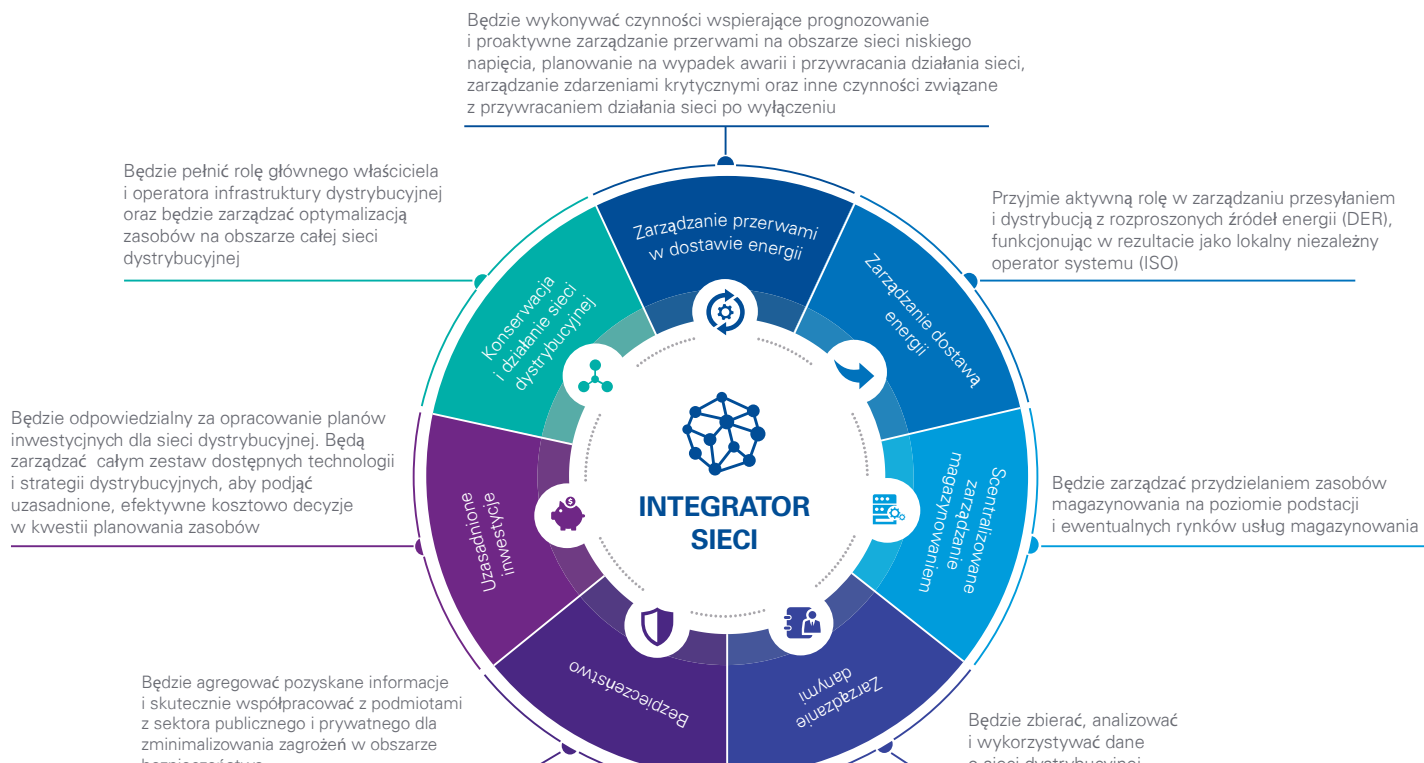 Będzie wykonywać czynności wspierające prognozowanie
i proaktywne zarządzanie przerwami na obszarze sieci niskiego
napięcia, planowanie na wypadek awarii i przywracania działania sieci,
zarządzanie zdarzeniami krytycznymi oraz inne czynności związane
z przywracaniem działania sieci po wyłączeniu
Będzie pełnić rolę głównego właściciela
i operatora infrastruktury dystrybucyjnej
oraz będzie zarządzać optymalizacją
zasobów na obszarze całej sieci
dystrybucyjnej
Przyjmie aktywną rolę w zarządzaniu przesyłaniem
i dystrybucją z rozproszonych źródeł energii (DER),
funkcjonując w rezultacie jako lokalny niezależny
operator systemu (ISO)
Zarządzanie przerwami
w dostawie energii
Konserwacja
i działanie sieci
dystrybucyjnej
Zarządzanie dostawą
energii
Będzie odpowiedzialny za opracowanie planów
inwestycjnych dla sieci dystrybucyjnej. Będą
zarządzać całym zestaw dostępnych technologii
i strategii dystrybucyjnych, aby podjąć
uzasadnione, efektywne kosztowo decyzje
w kwestii planowania zasobów
Uzasadnione
inwestycje
INTEGRATOR
SIECI
Scentralizowane
zarządzanie
magazynowaniem
Będzie zarządzać przydzielaniem zasobów
magazynowania na poziomie podstacji
i ewentualnych rynków usług magazynowania
Bezpieczeństwo
Zarządzanie
danymi
Będzie agregować pozyskane informacje
i skutecznie współpracować z podmiotami
z sektora publicznego i prywatnego dla
zminimalizowania zagrożeń w obszarze
bezpieczeństwa
Będzie zbierać, analizować
i wykorzystywać dane
o sieci dystrybucyjnej